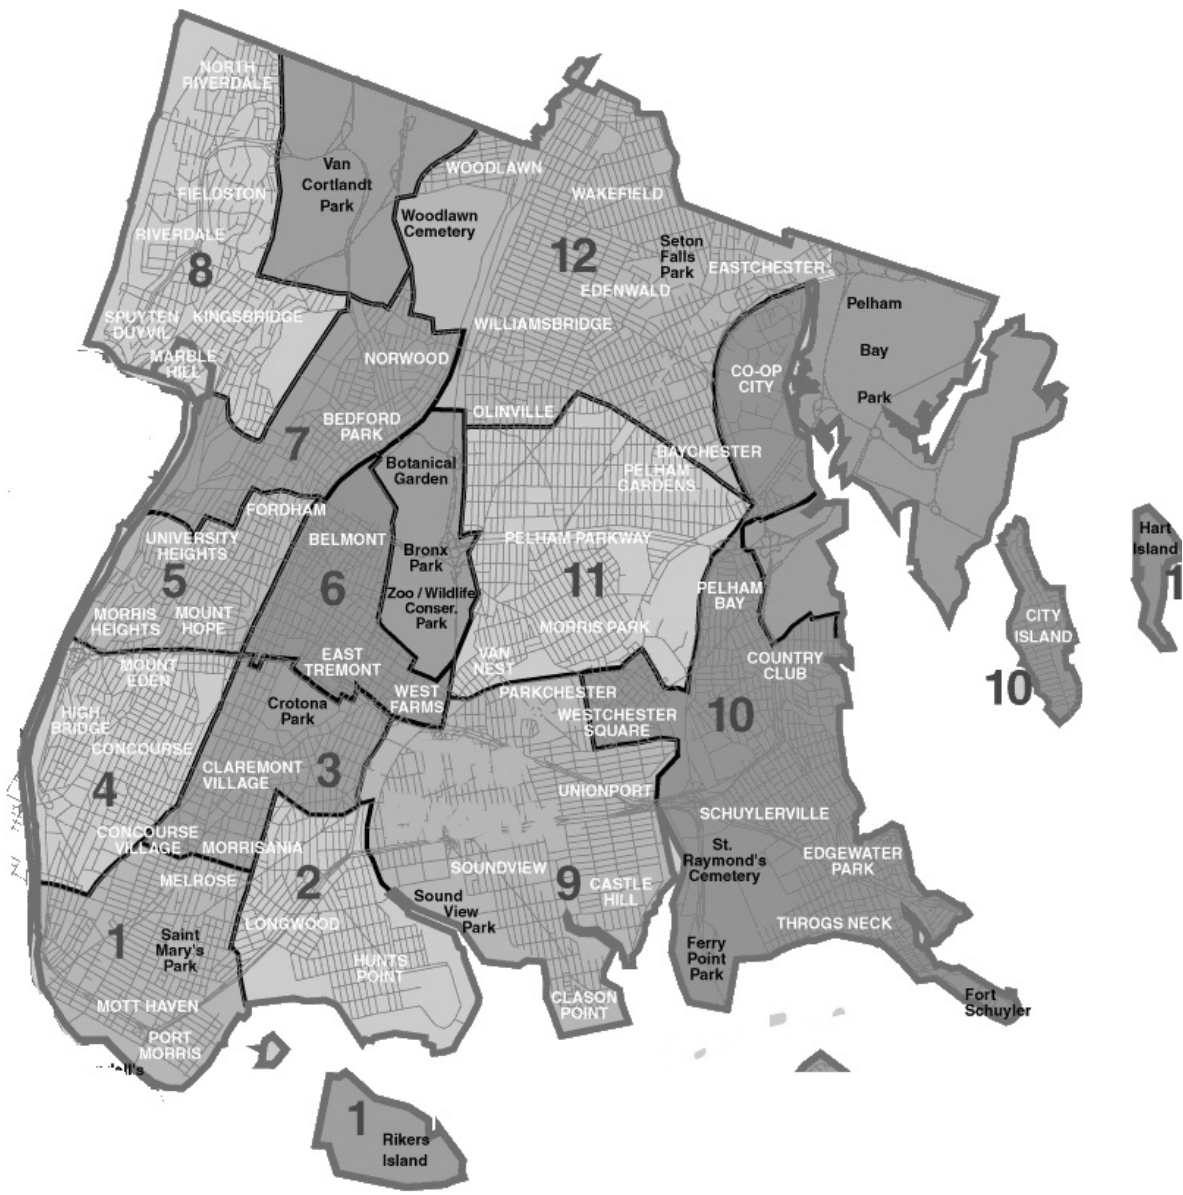 NORTH
RIVERDALE
Van
Cortlandt
Park
WOODLAWN
WAKEFIELD
FIELDSTON
Woodlawn
Cemetery
RIVERDALE
8
12
Seton
Falls
Park
EASTCHESTER
EDENWALD
Pelham
Bay
Park
SPUYTEN
DUYVIL
KINGSBRIDGE
WILLIAMSBRIDGE
MARBLE
HILL
NORWOOD
CO-OP
CITY
BEDFORD
PARK
OLINVILLE
7
BAYCHESTER
PELHAM
GARDENS
Botanical
Garden
FORDHAM
UNIVERSITY
HEIGHTS
BELMONT
PELHAM PARKWAY
Hart
Island
1
5
6
Bronx
Park
Zoo / Wildlife
Conser.
Park
11
PELHAM
BAY
MORRIS
HEIGHTS
MOUNT
HOPE
MORRIS PARK
CITY
ISLAND
10
EAST
TREMONT
VAN
NEST
COUNTRY
CLUB
MOUNT
EDEN
WEST
FARMS
PARKCHESTER
Crotona
Park
HIGH
BRIDGE
WESTCHESTER
SQUARE
10
CONCOURSE
4
CLAREMONT
VILLAGE
3
UNIONPORT
SCHUYLERVILLE
CONCOURSE
VILLAGE
MORRISANIA
St.
Raymond's
Cemetery
EDGEWATER
PARK
MELROSE
2
SOUNDVIEW
9
CASTLE
HILL
Sound
View
Park
LONGWOOD
THROGS NECK
1
Saint
Mary's
Park
HUNTS
POINT
Ferry
Point
Park
MOTT HAVEN
CLASON
POINT
Fort
Schuyler
PORT
MORRIS
1
Rikers
Island